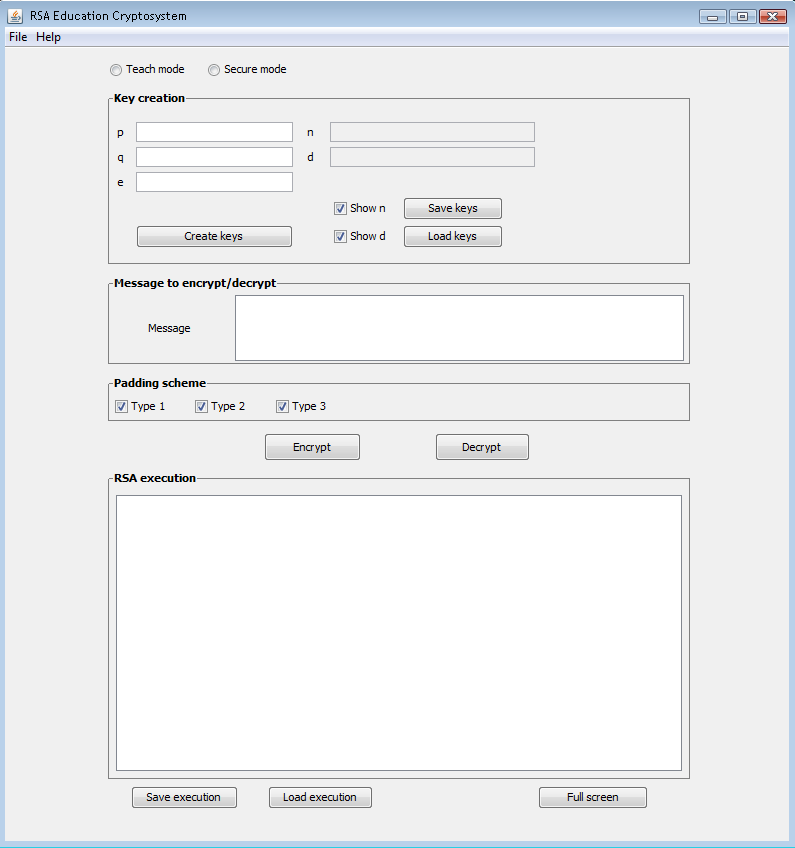 RSA Education Cryptosystem
File Help
Teach mode Secure mode
Key creation
p n
q d
e
Show n Save keys
Create keys Show d Load keys
Message to encrypt/decrypt
Message
Padding scheme
Type 1 Type 2 Type 3
Encrypt Decrypt
RSA execution
Save execution Load execution Full screen